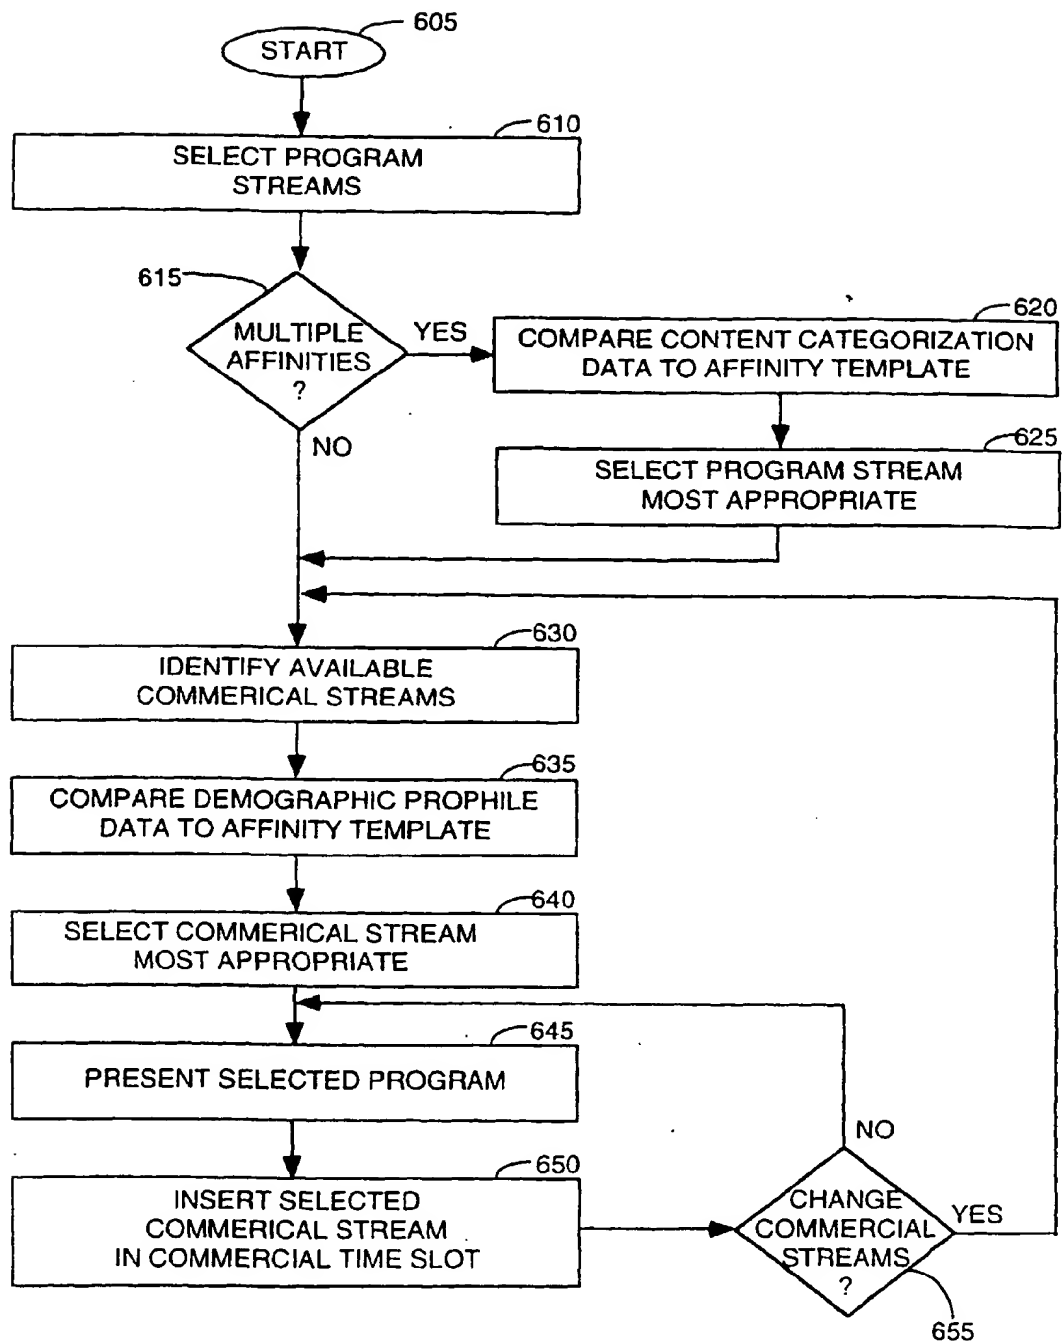 605
START
610
SELECT PROGRAM
STREAMS
615
MULTIPLE
AFFINITIES
?
YES
NO
620
COMPARE CONTENT CATEGORIZATION
DATA TO AFFINITY TEMPLATE
625
SELECT PROGRAM STREAM
MOST APPROPRIATE
630
IDENTIFY AVAILABLE
COMMERICAL STREAMS
635
COMPARE DEMOGRAPHIC PROPHILE
DATA TO AFFINITY TEMPLATE
640
SELECT COMMERICAL STREAM
MOST APPROPRIATE
645
PRESENT SELECTED PROGRAM
650
INSERT SELECTED
COMMERICAL STREAM
IN COMMERCIAL TIME SLOT
NO
CHANGE
COMMERCIAL
STREAMS
?
YES
655